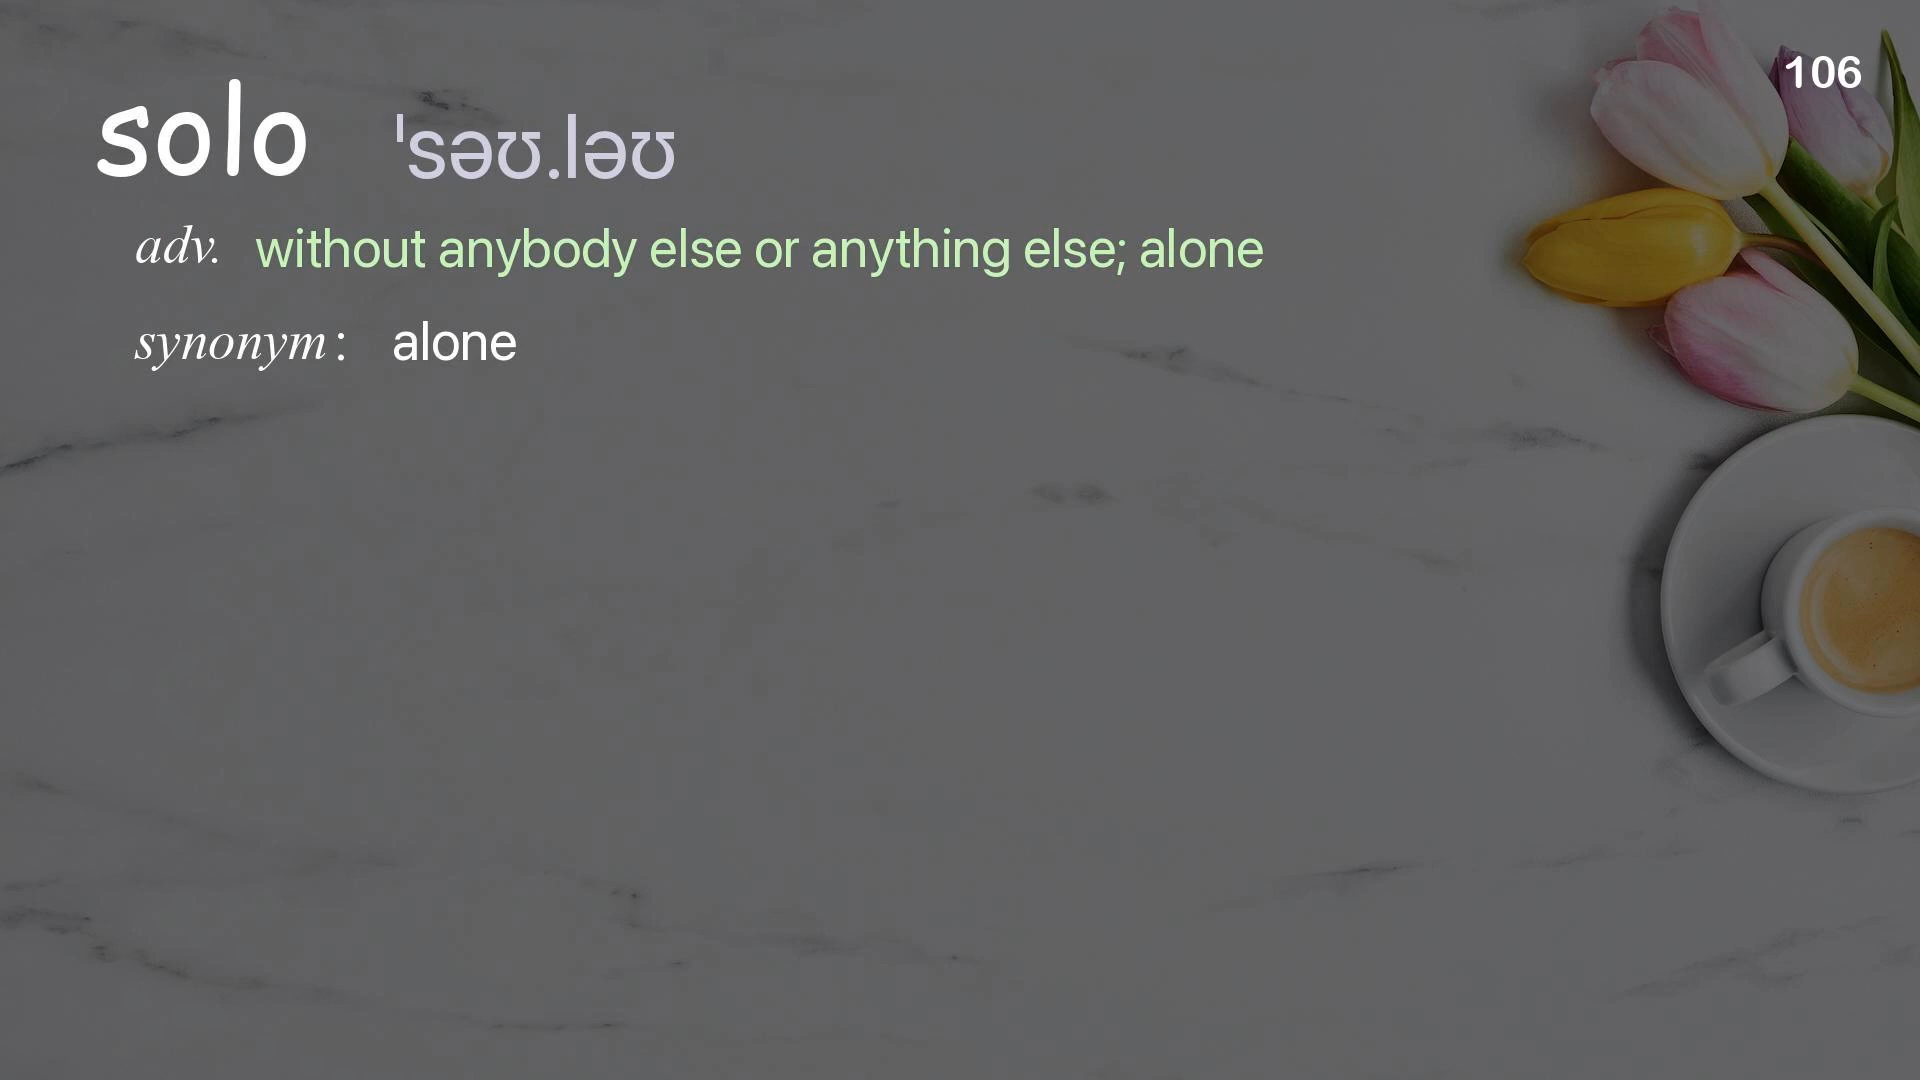 106
solo ˈsəʊ.ləʊ
adv. without anybody else or anything else; alone
synonym: alone